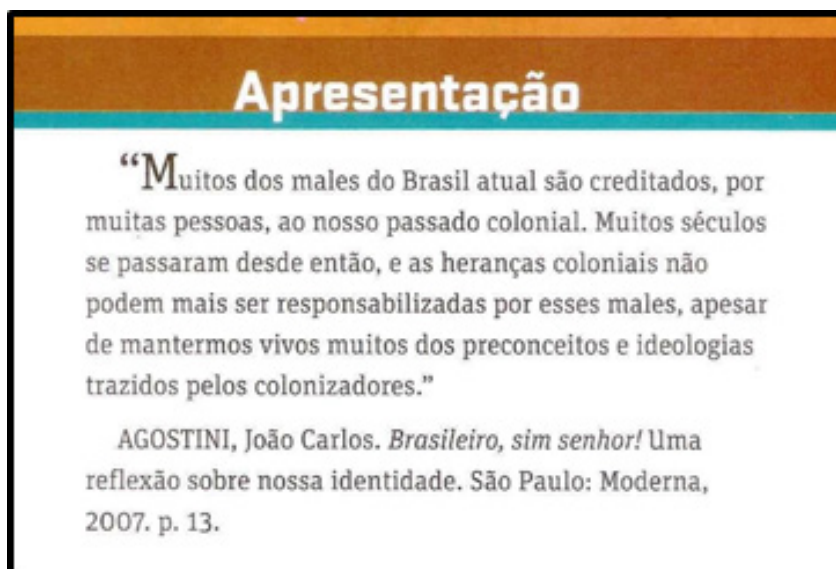 Apresentação
“Muitos dos males do Brasil atual são creditados, por
muitas pessoas, ao nosso passado colonial. Muitos séculos
se passaram desde então, e as heranças coloniais não
podem mais ser responsabilizadas por esses males, apesar
de mantermos vivos muitos dos preconceitos e ideologias
trazidos pelos colonizadores.”
AGOSTINI, João Carlos. Brasileiro, sim senhor! Uma
reflexão sobre nossa identidade. São Paulo: Moderna,
2007. p. 13.